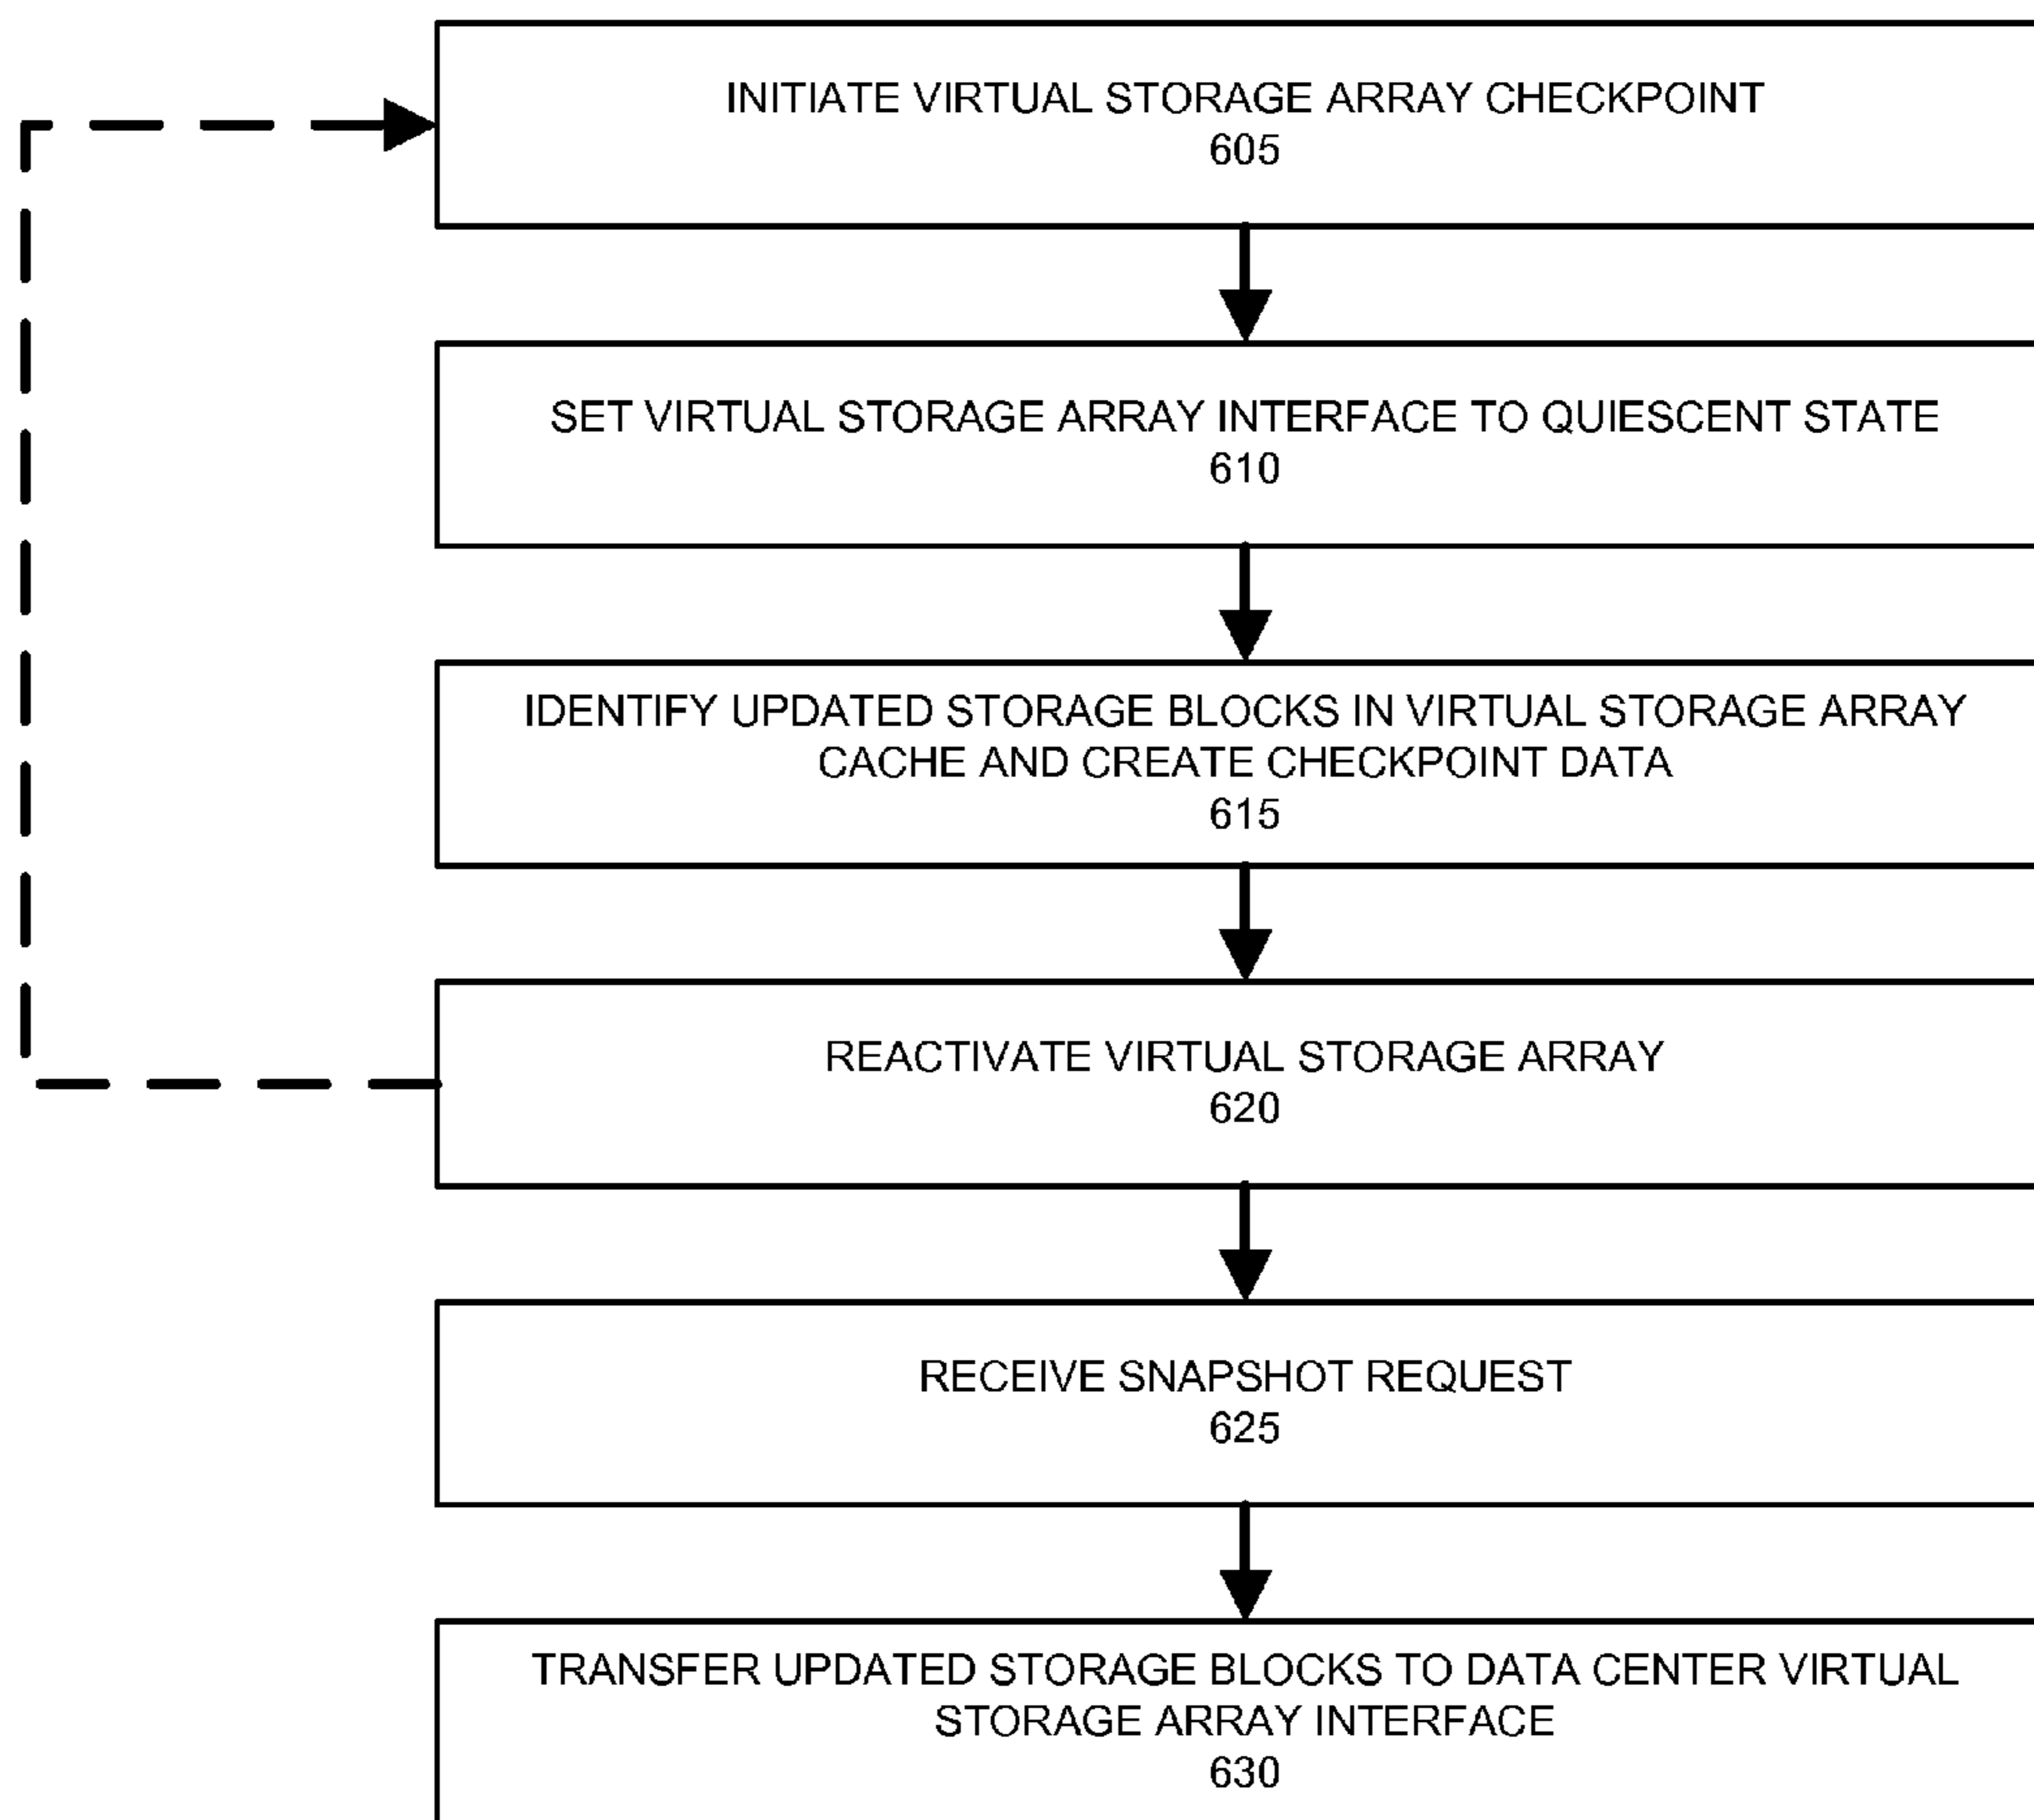 INITIATE VIRTUAL STORAGE ARRAY CHECKPOINT
605
SET VIRTUAL STORAGE ARRAY INTERFACE TO QUIESCENT STATE
610
IDENTIFY UPDATED STORAGE BLOCKS IN VIRTUAL STORAGE ARRAY
CACHE AND CREATE CHECKPOINT DATA
615
REACTIVATE VIRTUAL STORAGE ARRAY
620
RECEIVE SNAPSHOT REQUEST
625
TRANSFER UPDATED STORAGE BLOCKS TO DATA CENTER VIRTUAL
STORAGE ARRAY INTERFACE
630